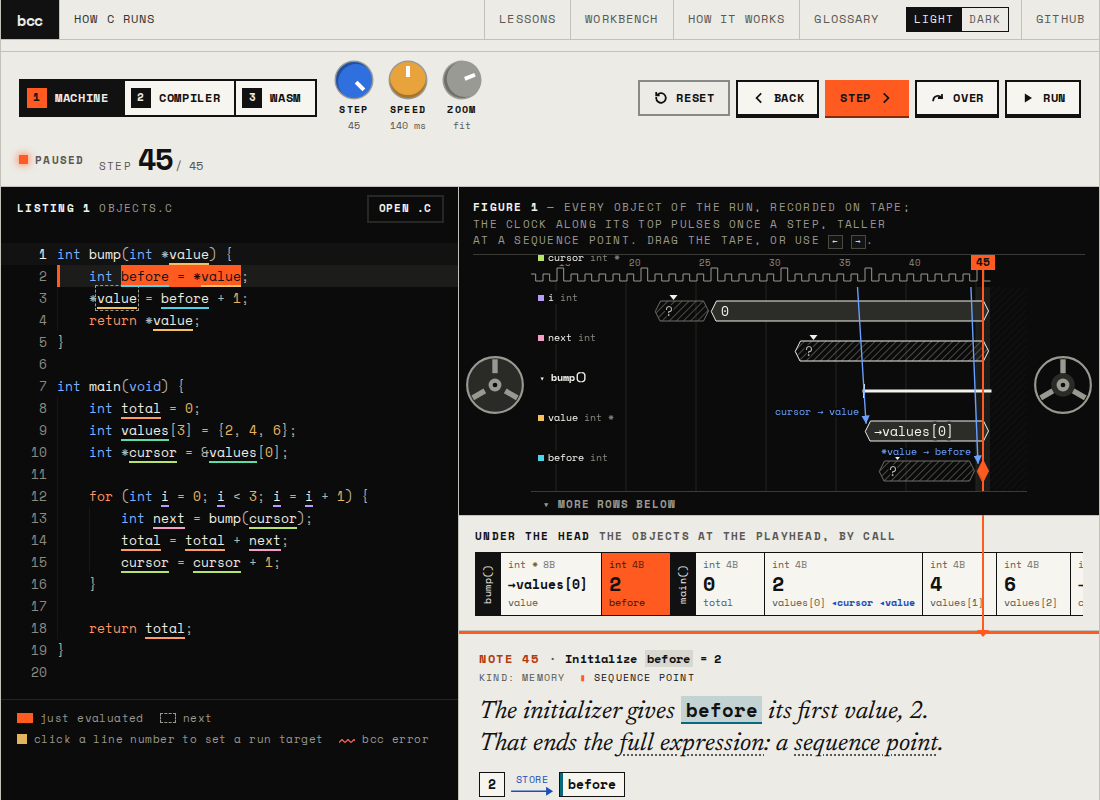 bcc HOW C RUNS LESSONS WORKBENCH HOW IT WORKS GLOSSARY LIGHT DARK GITHUB
1 MACHINE 2 COMPILER 3 WASM STEP 45 SPEED 140 ms ZOOM fit RESET BACK STEP OVER RUN
PAUSED STEP 45 / 45
LISTING 1 OBJECTS.C OPEN .C
1 int bump(int *value) {
2 int before = *value;
3 *value = before + 1;
4 return *value;
5 }
6
7 int main(void) {
8 int total = 0;
9 int values[3] = {2, 4, 6};
10 int *cursor = &values[0];
11
12 for (int i = 0; i < 3; i = i + 1) {
13 int next = bump(cursor);
14 total = total + next;
15 cursor = cursor + 1;
16 }
17
18 return total;
19 }
20
just evaluated next
click a line number to set a run target bcc error
FIGURE 1 — EVERY OBJECT OF THE RUN, RECORDED ON TAPE;
THE CLOCK ALONG ITS TOP PULSES ONCE A STEP, TALLER
AT A SEQUENCE POINT. DRAG THE TAPE, OR USE ← → .
cursor int *
20 25 30 35 40 45
i int ? 0
next int ?
▾ bump()
cursor → value
value int * →values[0]
*value → before
before int ?
▾ MORE ROWS BELOW
UNDER THE HEAD THE OBJECTS AT THE PLAYHEAD, BY CALL
bump() int * 8B →values[0] value
int 4B 2 before
main() int 4B 0 total
int 4B 2 values[0] ◂cursor ◂value
int 4B 4 values[1]
int 4B 6 values[2]
NOTE 45 · Initialize before = 2
KIND: MEMORY SEQUENCE POINT
The initializer gives before its first value, 2.
That ends the full expression: a sequence point.
2 STORE before